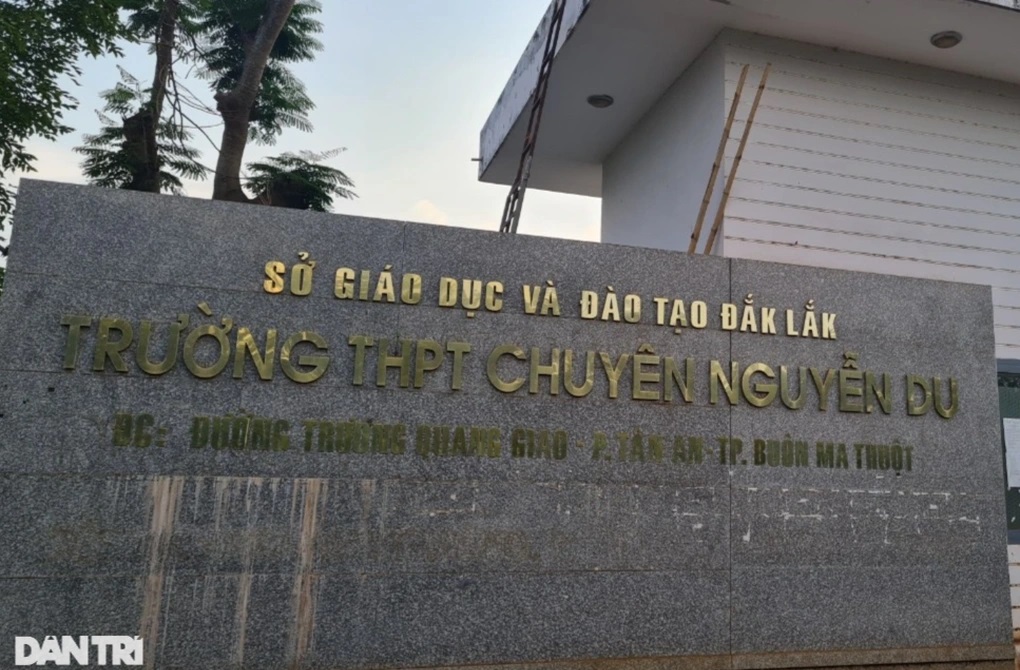 SỞ GIÁO DỤC VÀ ĐÀO TẠO ĐẮK LẮK
TRƯỜNG THPT CHUYÊN NGUYỄN DU
ĐC: ĐƯỜNG TRƯƠNG QUANG GIAO - P. TÂN AN - TP. BUÔN MA THUỘT
DÂN TRÍ